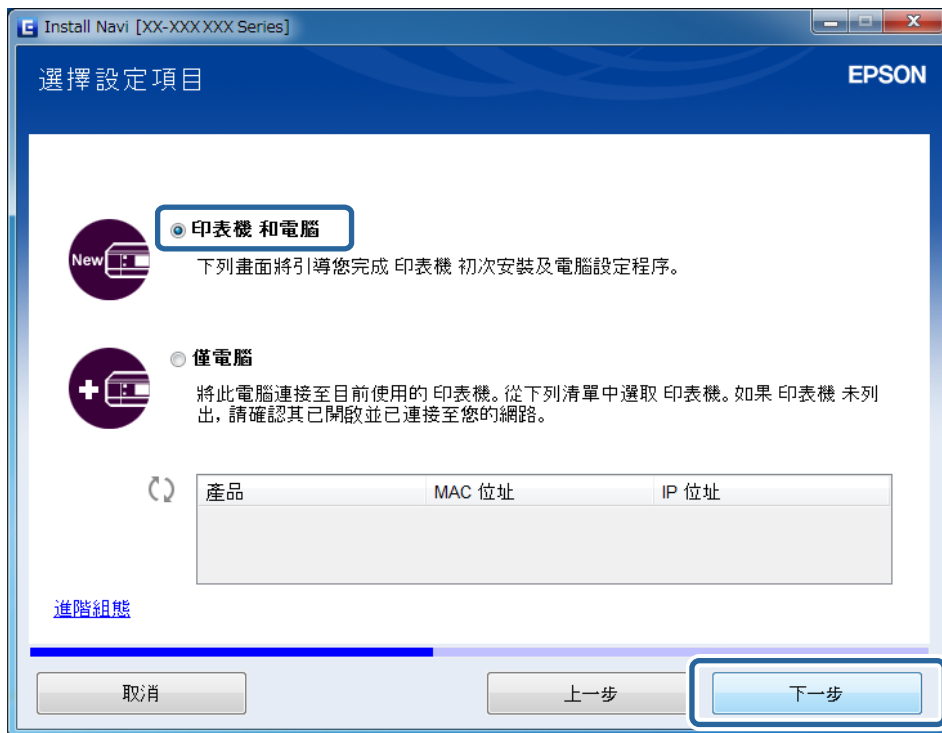 Install Navi [XX-XXX XXX Series]
選擇設定項目
EPSON
印表機 和電腦
New
下列畫面將引導您完成 印表機 初次安裝及電腦設定程序。
僅電腦
將此電腦連接至目前使用的 印表機。從下列清單中選取 印表機。如果 印表機 未列
出，請確認其已開啟並已連接至您的網路。
產品 MAC 位址 IP 位址
進階組態
取消 上一步 下一步